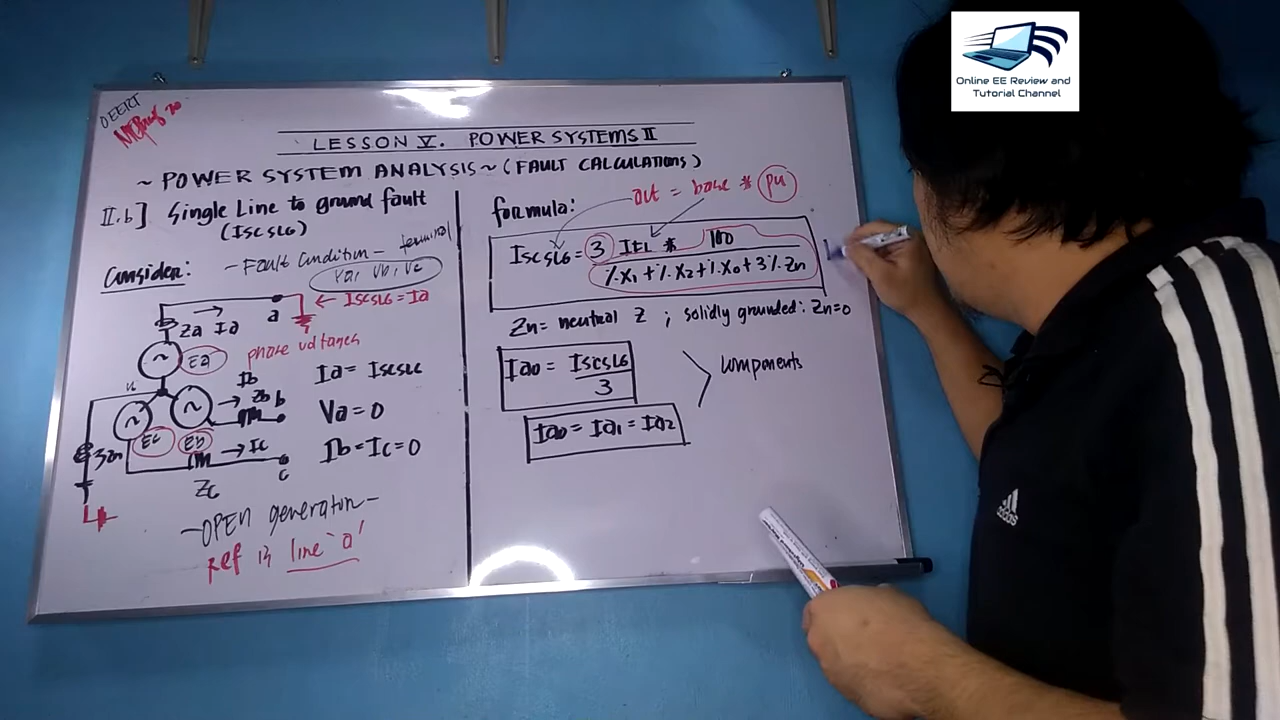 Online EE Review and
Tutorial Channel
OEERT
LESSON V. POWER SYSTEMS II
~ POWER SYSTEM ANALYSIS ~ (FAULT CALCULATIONS)
II.b] Single Line to ground fault
(ISCSLG)
Consider:
- Fault Condition - terminal
Va, Vb, Vc
← ISCSLG = Ia
a
Za Ia
phase voltages
Ea
Ib
Zb b
Ia = ISCSLG
Va = 0
Ec Eb
→ Ic
Ib = Ic = 0
3Zn
Zc
c
- OPEN generator -
ref is line 'a'
formula:
out = base * pu
ISCSLG = 3 IFL * 100
%X1 + %X2 + %X0 + 3%Zn
Zn = neutral Z ; solidly grounded: Zn=0
Ia0 = ISCSLG
3
components
Ia0 = Ia1 = Ia2
adidas